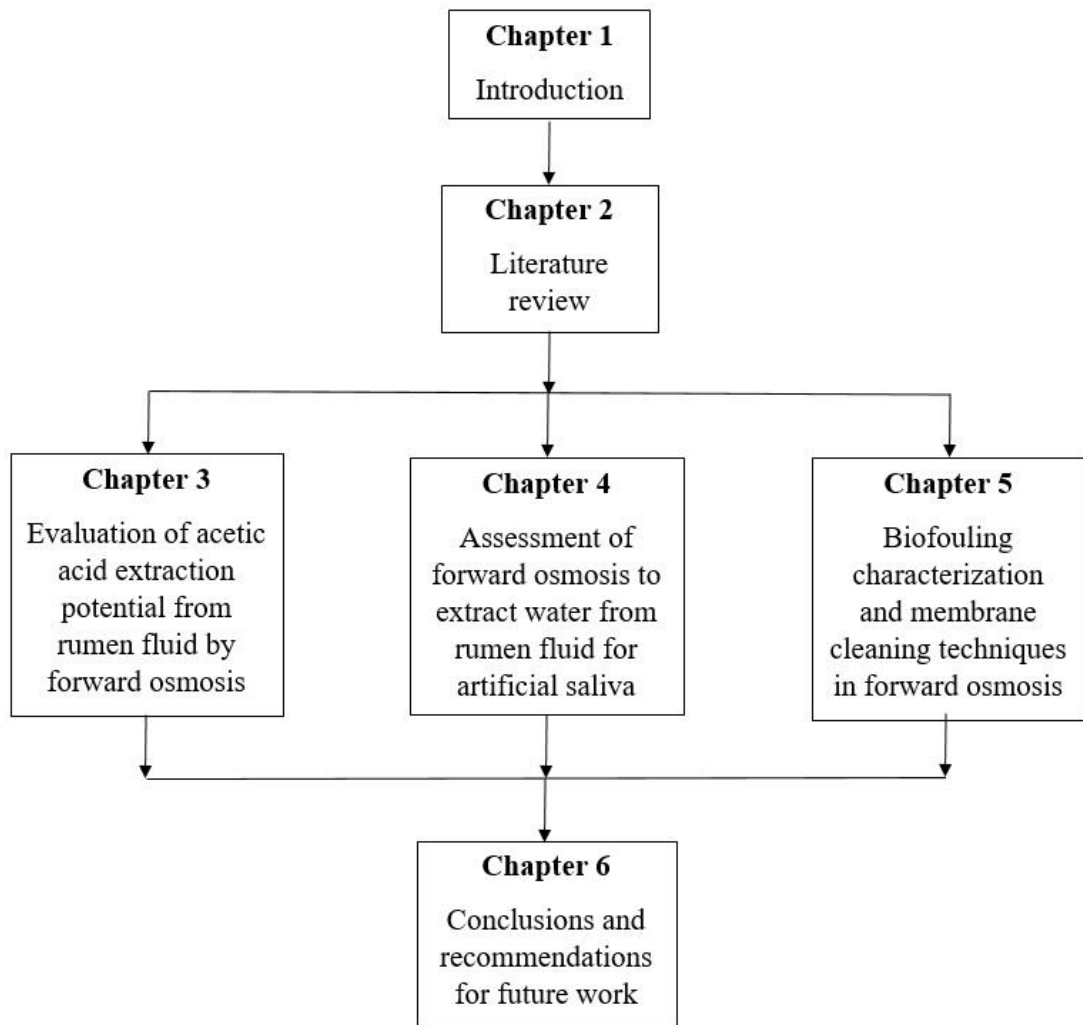 Chapter 1
Introduction
Chapter 2
Literature
review
Chapter 3
Evaluation of acetic
acid extraction
potential from
rumen fluid by
forward osmosis
Chapter 4
Assessment of
forward osmosis to
extract water from
rumen fluid for
artificial saliva
Chapter 5
Biofouling
characterization
and membrane
cleaning techniques
in forward osmosis
Chapter 6
Conclusions and
recommendations
for future work